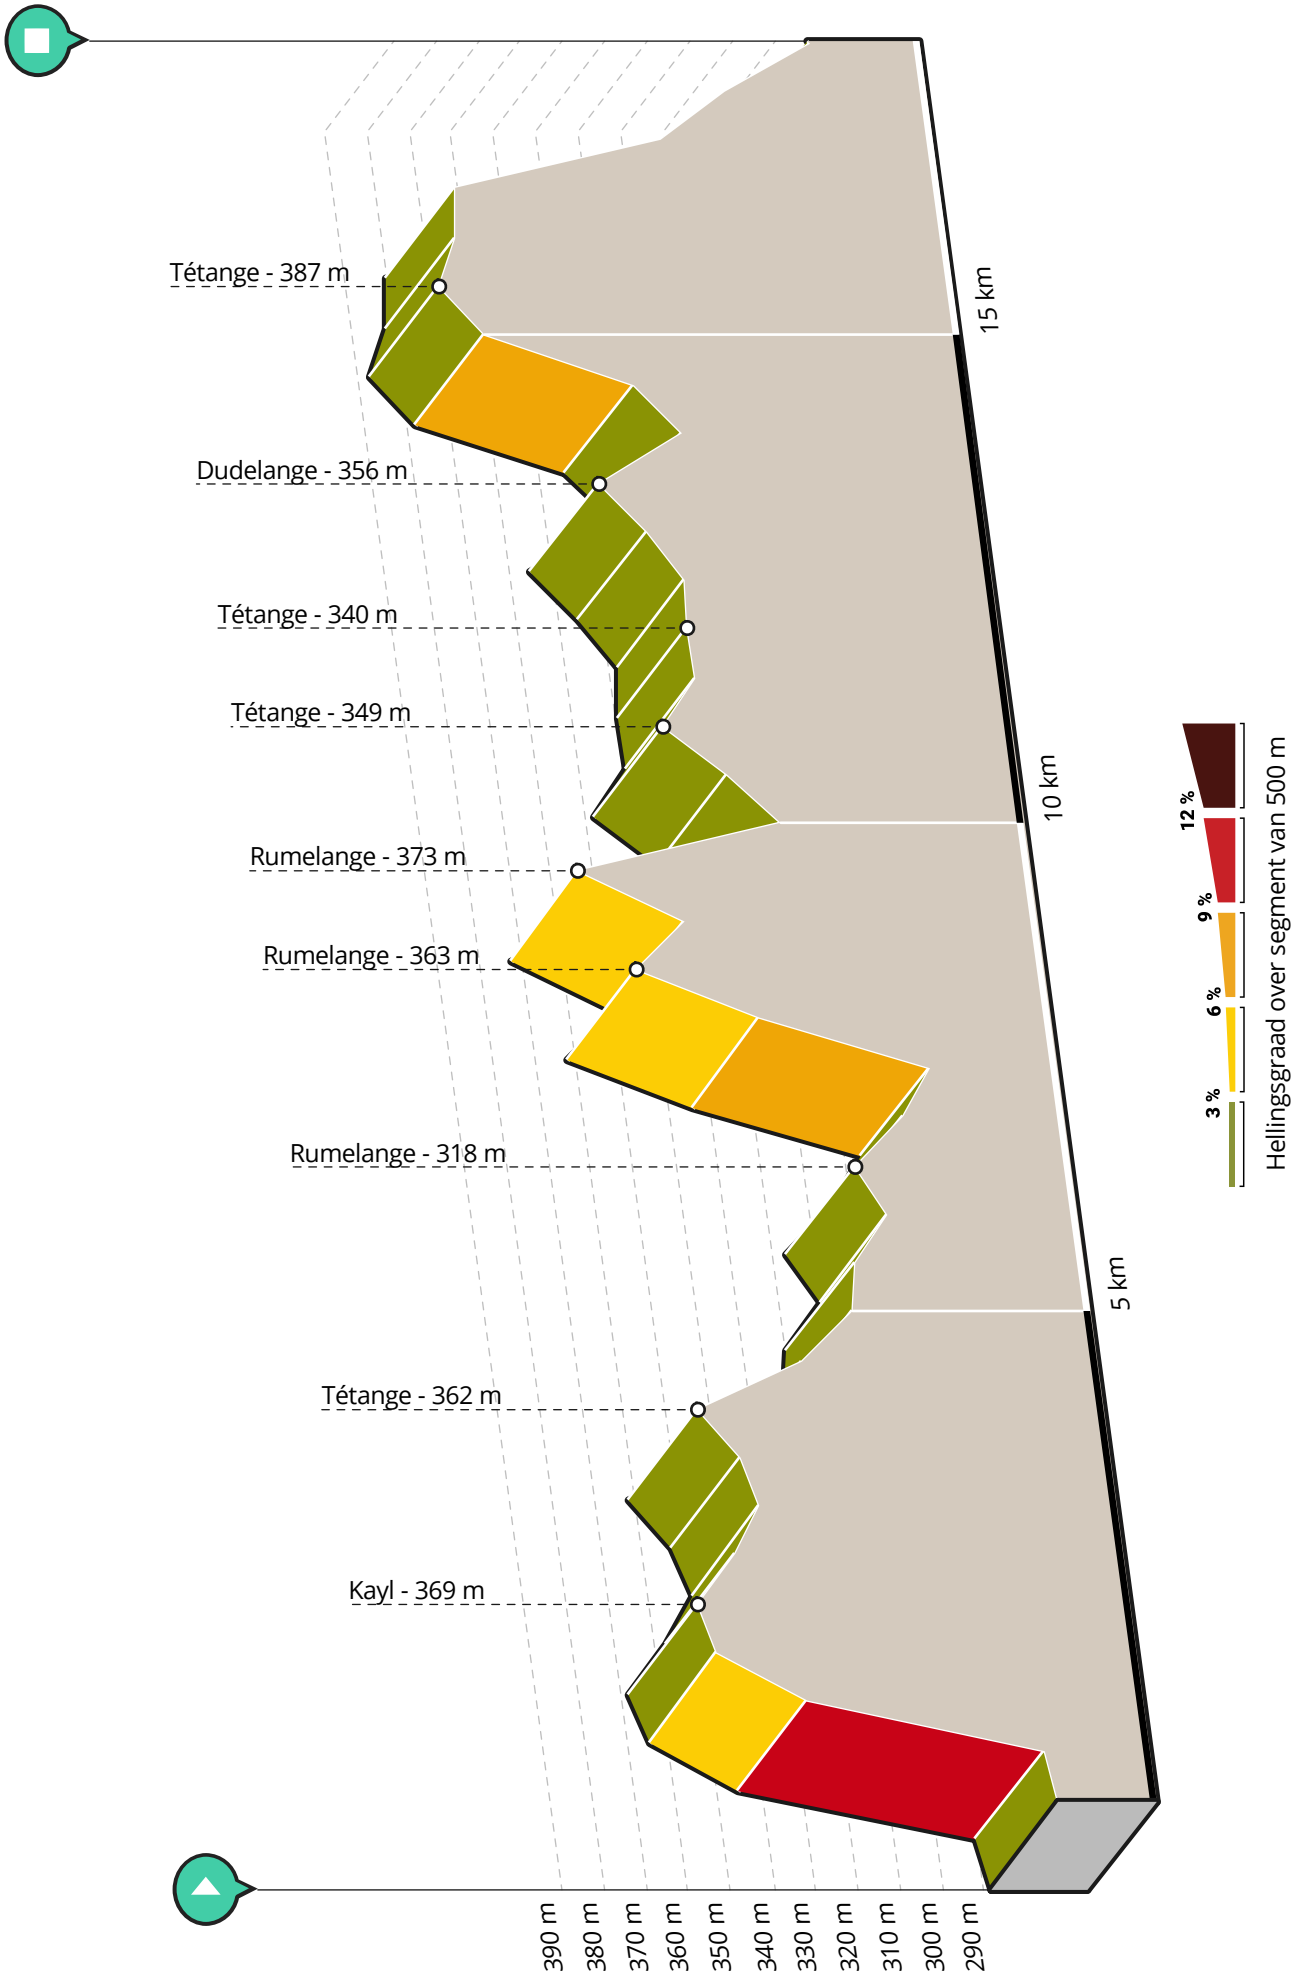 Tétange - 387 m
Dudelange - 356 m
Tétange - 340 m
Tétange - 349 m
Rumelange - 373 m
Rumelange - 363 m
Rumelange - 318 m
Tétange - 362 m
Kayl - 369 m
15 km
10 km
5 km
390 m
380 m
370 m
360 m
350 m
340 m
330 m
320 m
310 m
300 m
290 m
3 %
6 %
9 %
12 %
Hellingsgraad over segment van 500 m